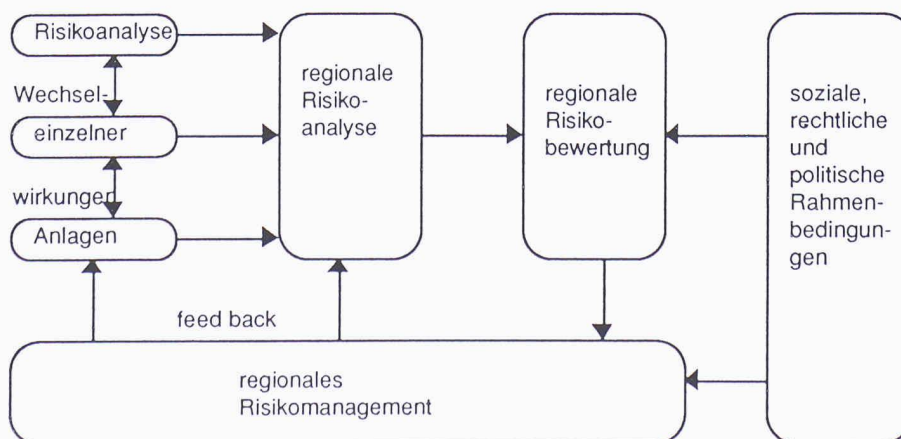 Risikoanalyse
Wechsel-
einzelner
wirkungen
Anlagen
regionale
Risiko-
analyse
regionale
Risiko-
bewertung
soziale,
rechtliche
und
politische
Rahmen-
bedingun-
gen
feed back
regionales
Risikomanagement